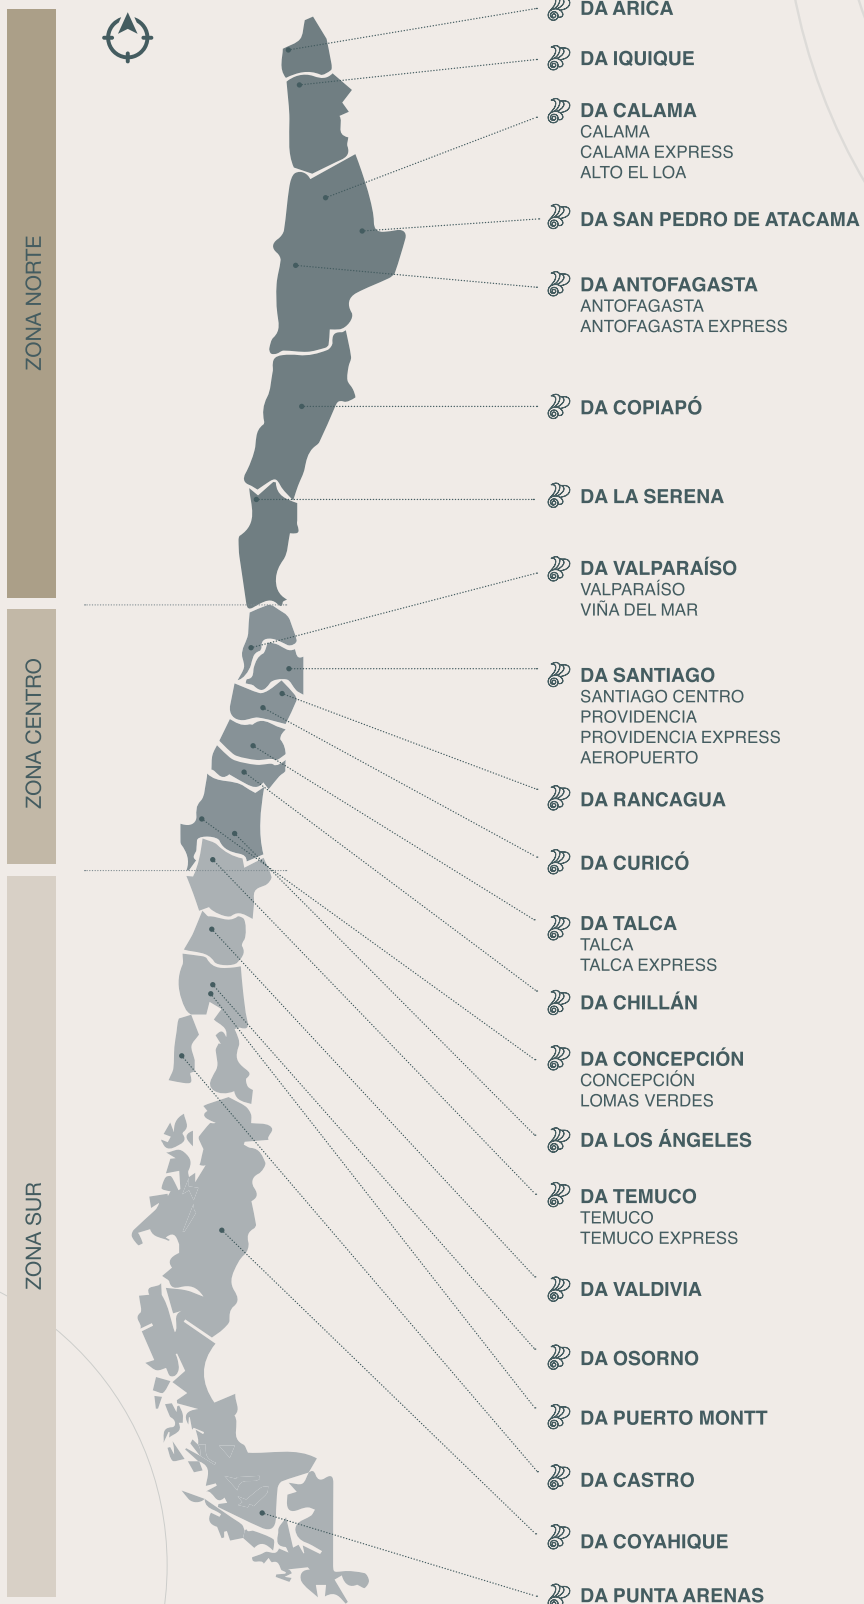 DA ARICA
DA IQUIQUE
DA CALAMA
CALAMA
CALAMA EXPRESS
ALTO EL LOA
DA SAN PEDRO DE ATACAMA
DA ANTOFAGASTA
ANTOFAGASTA
ANTOFAGASTA EXPRESS
DA COPIAPÓ
DA LA SERENA
ZONA NORTE
DA VALPARAÍSO
VALPARAÍSO
VIÑA DEL MAR
DA SANTIAGO
SANTIAGO CENTRO
PROVIDENCIA
PROVIDENCIA EXPRESS
AEROPUERTO
DA RANCAGUA
DA CURICÓ
ZONA CENTRO
DA TALCA
TALCA
TALCA EXPRESS
DA CHILLÁN
DA CONCEPCIÓN
CONCEPCIÓN
LOMAS VERDES
DA LOS ÁNGELES
DA TEMUCO
TEMUCO
TEMUCO EXPRESS
DA VALDIVIA
DA OSORNO
DA PUERTO MONTT
DA CASTRO
DA COYAHIQUE
DA PUNTA ARENAS
ZONA SUR